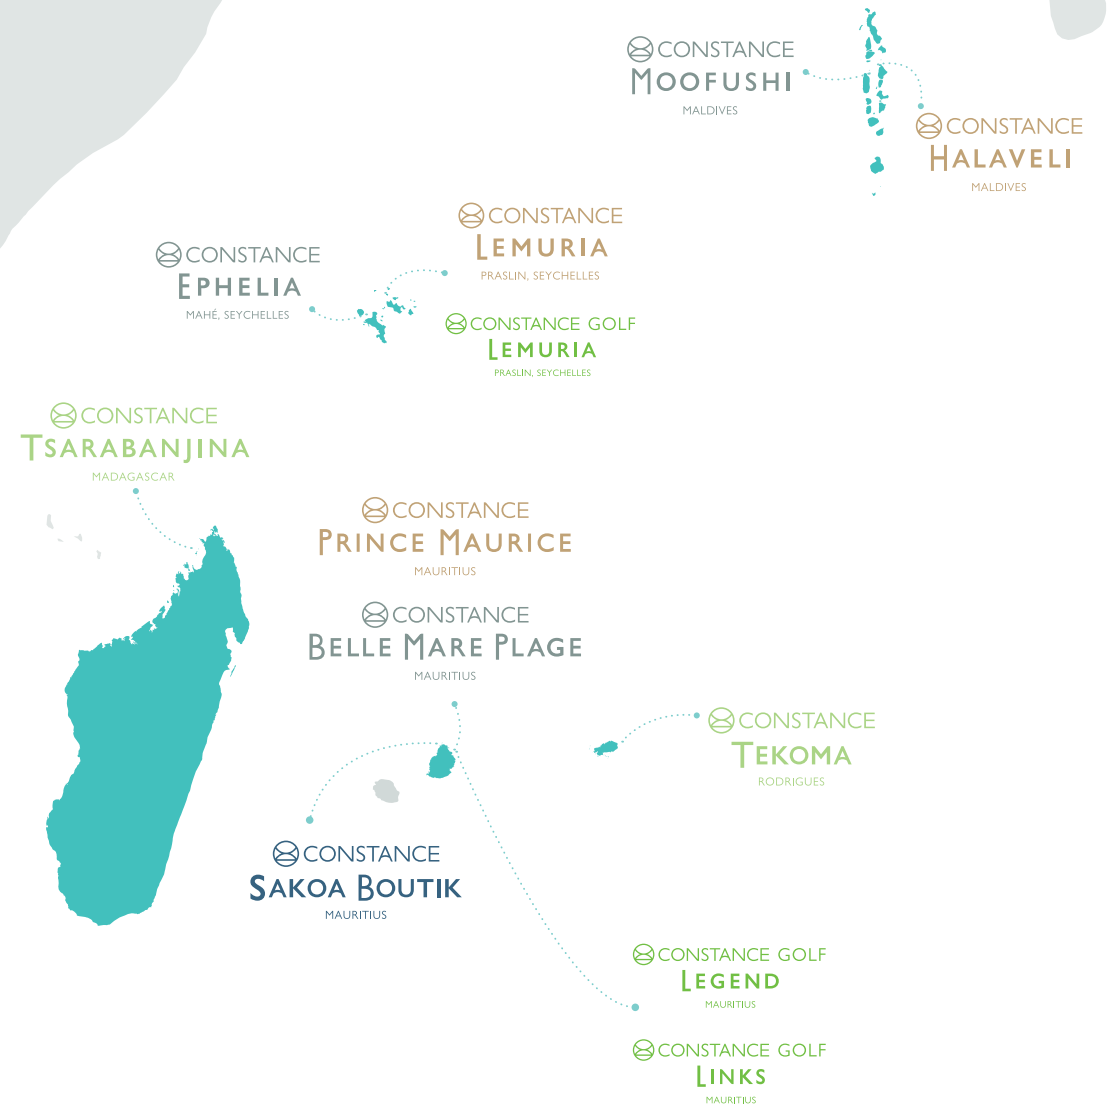 CONSTANCE
MOOFUSHI
MALDIVES
CONSTANCE
HALAVELI
MALDIVES
CONSTANCE
LEMURIA
PRASLIN, SEYCHELLES
CONSTANCE
EPHELIA
MAHÉ, SEYCHELLES
CONSTANCE GOLF
LEMURIA
PRASLIN, SEYCHELLES
CONSTANCE
TSARABANJINA
MADAGASCAR
CONSTANCE
PRINCE MAURICE
MAURITIUS
CONSTANCE
BELLE MARE PLAGE
MAURITIUS
CONSTANCE
TEKOMA
RODRIGUES
CONSTANCE
SAKOA BOUTIK
MAURITIUS
CONSTANCE GOLF
LEGEND
MAURITIUS
CONSTANCE GOLF
LINKS
MAURITIUS